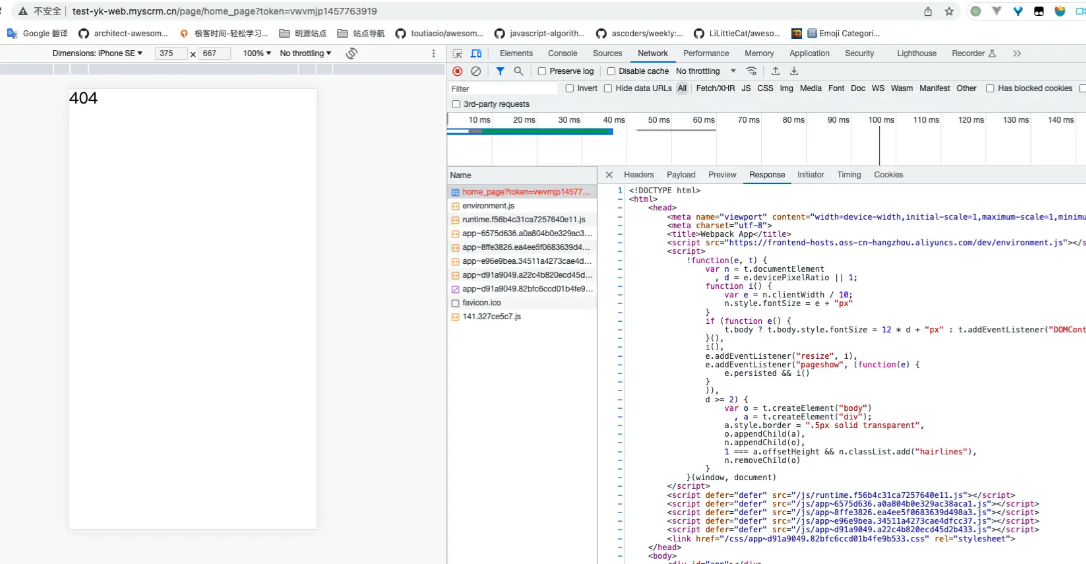 不安全 | test-yk-web.myscrm.cn/page/home_page?token=vwvmjp1457763919
Google 翻译 architect-awesom... 极客时间-轻松学习... 明源站点 站点导航 toutiaoio/awesom... javascript-algorith... ascoders/weekly:... LiLittleCat/aweso... Emoji Categori...
Dimensions: iPhone SE 375 x 667 100% No throttling
Elements Console Sources Network Performance Memory Application Security Lighthouse Recorder
Preserve log Disable cache No throttling
Filter Invert Hide data URLs All Fetch/XHR JS CSS Img Media Font Doc WS Wasm Manifest Other Has blocked cookies
3rd-party requests
10 ms 20 ms 30 ms 40 ms 50 ms 60 ms 70 ms 80 ms 90 ms 100 ms 110 ms 120 ms 130 ms 140 ms
404
Name
home_page?token=vwvmjp14577...
environment.js
runtime.f56b4c31ca7257640e11.js
app~6575d636.a0a804b0e329ac3...
app~8ffe3826.ea4ee5f0683639d4...
app~e96e9bea.34511a4273cae4d...
app~d91a9049.a22c4b820ecd45d...
app~d91a9049.82bfc6ccd01b4fe9...
favicon.ico
141.327ce5c7.js
Headers Payload Preview Response Initiator Timing Cookies
1 <!DOCTYPE html>
<html>
<head>
<meta name="viewport" content="width=device-width,initial-scale=1,maximum-scale=1,minimu
<meta charset="utf-8">
<title>Webpack App</title>
<script src="https://frontend-hosts.oss-cn-hangzhou.aliyuncs.com/dev/environment.js"></s
<script>
!function(e, t) {
var n = t.documentElement
, d = e.devicePixelRatio || 1;
function i() {
var e = n.clientWidth / 10;
n.style.fontSize = e + "px"
}
if (function e() {
t.body ? t.body.style.fontSize = 12 * d + "px" : t.addEventListener("DOMCont
}(),
i(),
e.addEventListener("resize", i),
e.addEventListener("pageshow", (function(e) {
e.persisted && i()
}
)),
d >= 2) {
var o = t.createElement("body")
, a = t.createElement("div");
a.style.border = ".5px solid transparent",
o.appendChild(a),
n.appendChild(o),
1 === a.offsetHeight && n.classList.add("hairlines"),
n.removeChild(o)
}
}(window, document)
</script>
<script defer="defer" src="/js/runtime.f56b4c31ca7257640e11.js"></script>
<script defer="defer" src="/js/app~6575d636.a0a804b0e329ac38aca1.js"></script>
<script defer="defer" src="/js/app~8ffe3826.ea4ee5f0683639d498a3.js"></script>
<script defer="defer" src="/js/app~e96e9bea.34511a4273cae4dfcc37.js"></script>
<script defer="defer" src="/js/app~d91a9049.a22c4b820ecd45d2b433.js"></script>
<link href="/css/app~d91a9049.82bfc6ccd01b4fe9b533.css" rel="stylesheet">
</head>
<body>
<div id="app"></div>